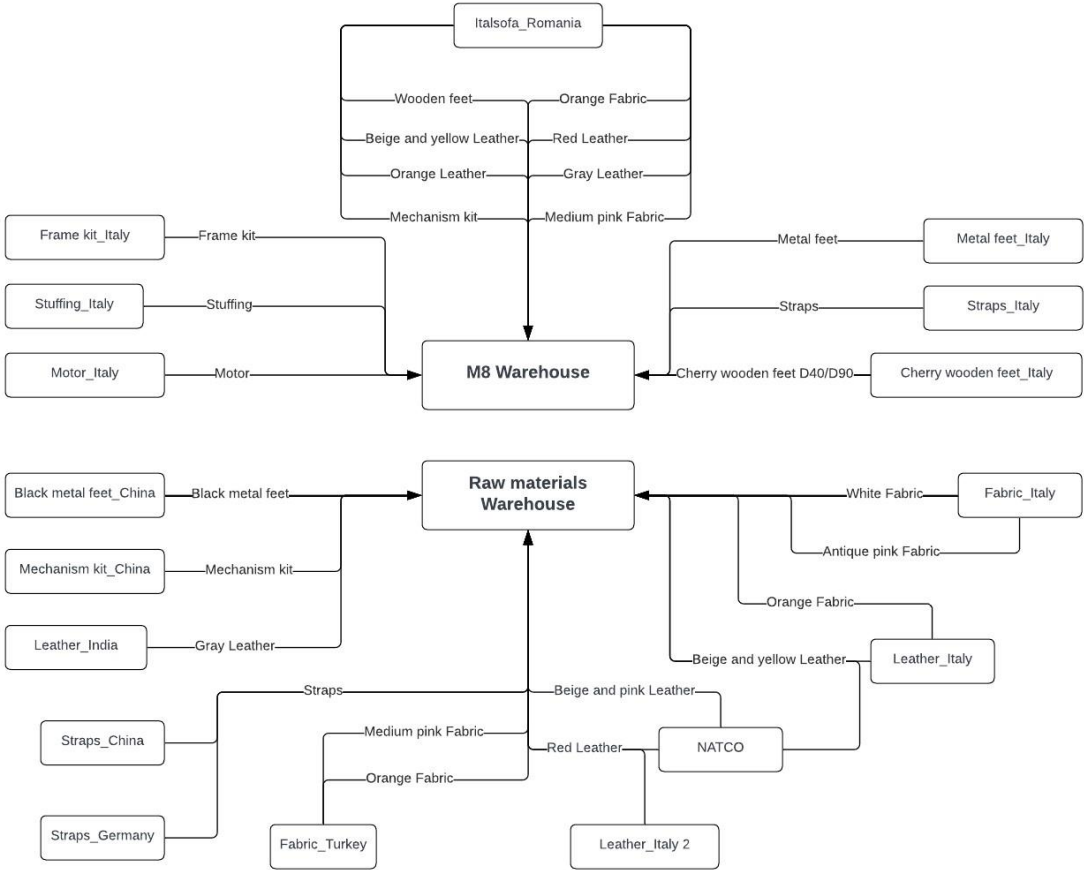 Italsofa_Romania
Wooden feet
Orange Fabric
Beige and yellow Leather
Red Leather
Orange Leather
Gray Leather
Mechanism kit
Medium pink Fabric
Frame kit_Italy
Frame kit
Metal feet
Metal feet_Italy
Stuffing_Italy
Stuffing
Straps
Straps_Italy
Motor_Italy
Motor
M8 Warehouse
Cherry wooden feet D40/D90
Cherry wooden feet_Italy
Black metal feet_China
Black metal feet
Raw materials
Warehouse
White Fabric
Fabric_Italy
Antique pink Fabric
Mechanism kit_China
Mechanism kit
Orange Fabric
Leather_India
Gray Leather
Beige and yellow Leather
Leather_Italy
Straps
Beige and pink Leather
Straps_China
Medium pink Fabric
Red Leather
NATCO
Orange Fabric
Straps_Germany
Fabric_Turkey
Leather_Italy 2